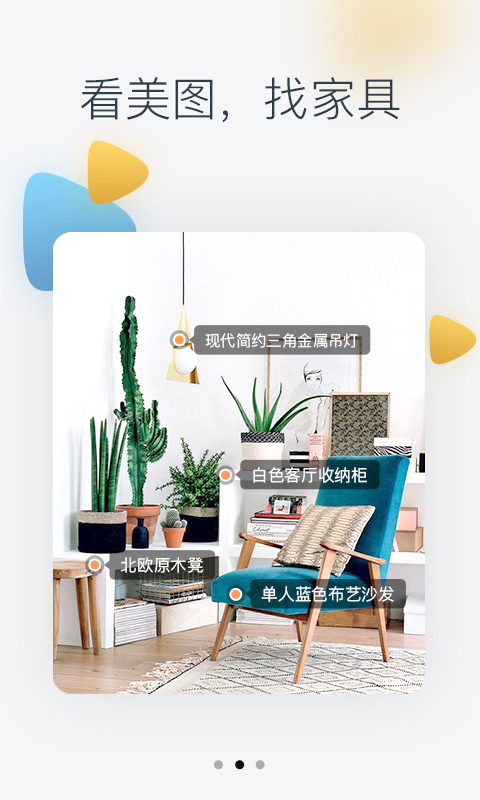 看美图，找家具
现代简约三角金属吊灯
白色客厅收纳柜
北欧原木凳
单人蓝色布艺沙发